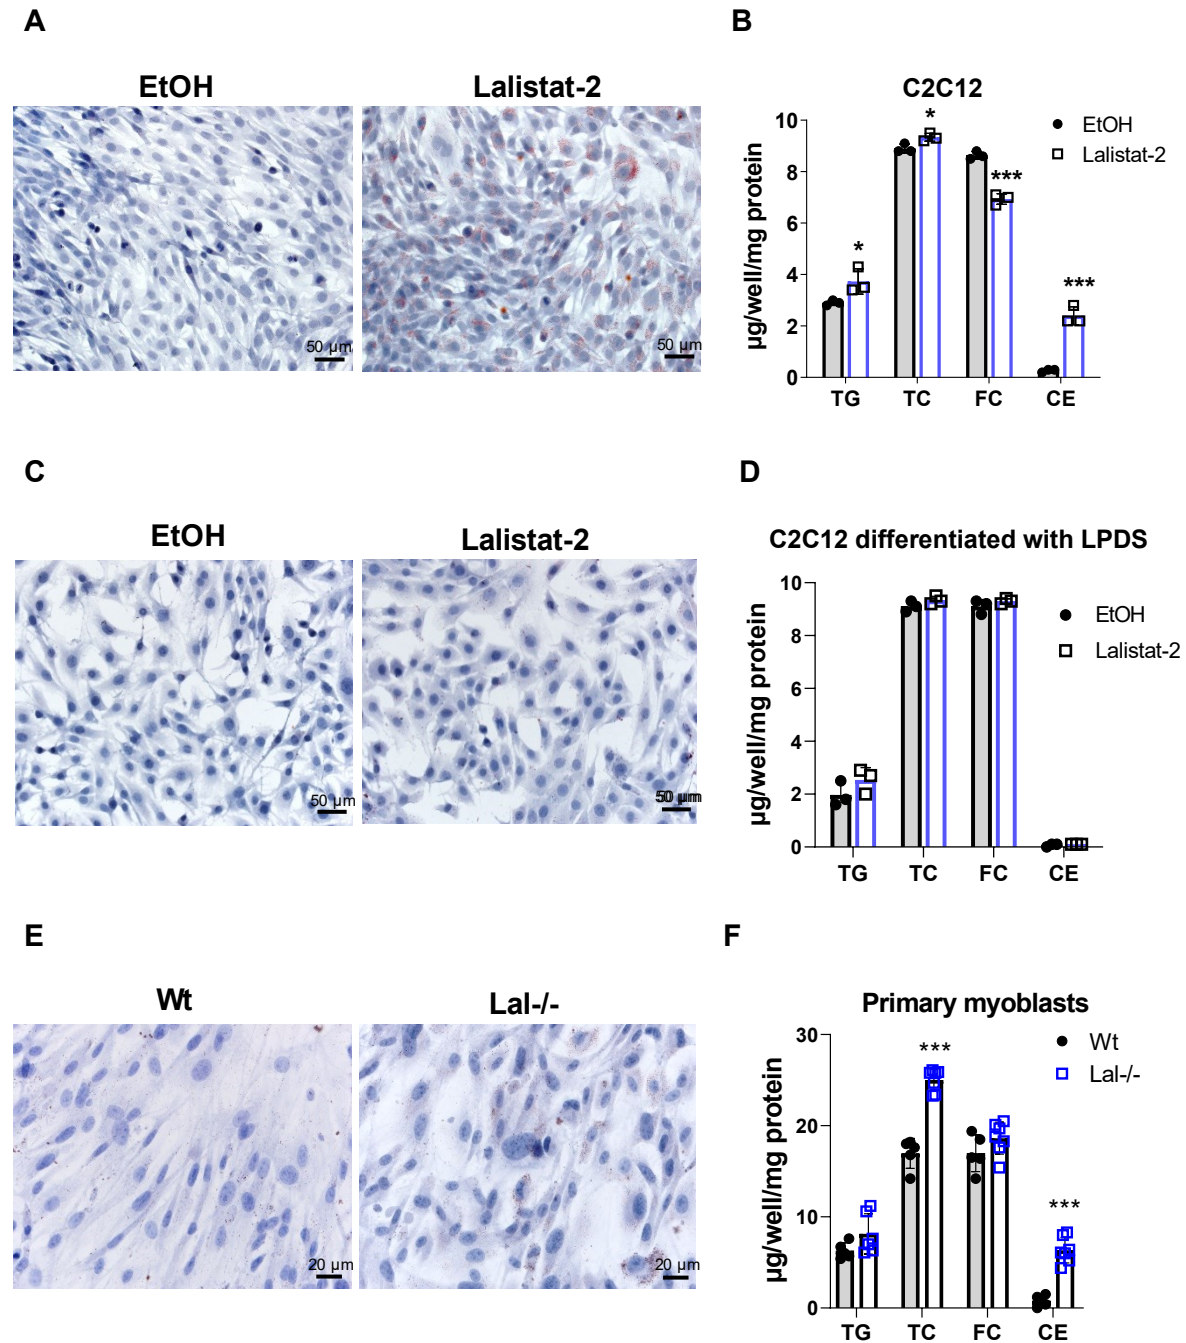 A
B
EtOH
Lalistat-2
50 µm
50 µm
C2C12
µg/well/mg protein
10
8
6
4
2
0
*
*
***
***
TG
TC
FC
CE
EtOH
Lalistat-2
C
D
EtOH
Lalistat-2
50 µm
50 µm
C2C12 differentiated with LPDS
µg/well/mg protein
10
8
6
4
2
0
TG
TC
FC
CE
EtOH
Lalistat-2
E
F
Wt
Lal-/-
20 µm
20 µm
Primary myoblasts
µg/well/mg protein
30
20
10
0
***
***
TG
TC
FC
CE
Wt
Lal-/-